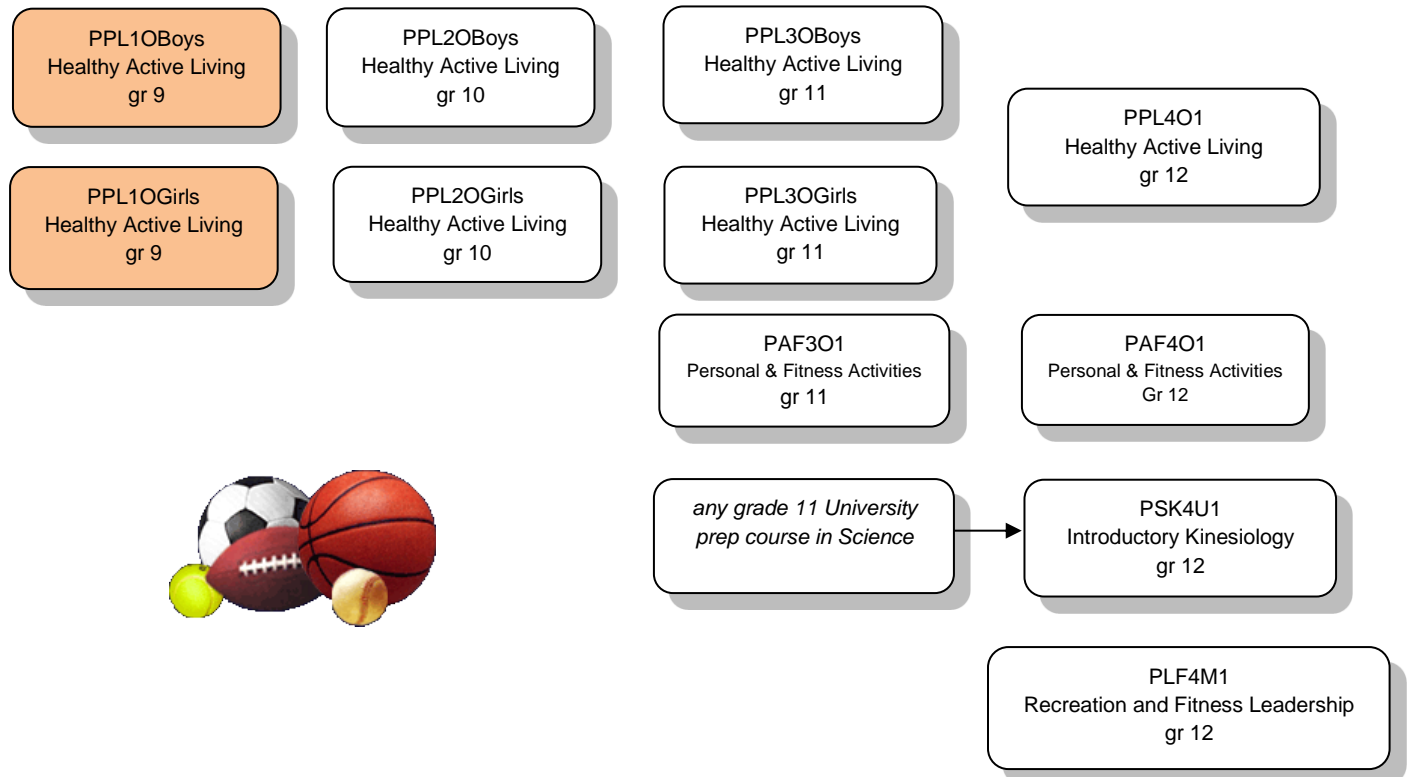 PPL1OBoys
Healthy Active Living
gr 9
PPL2OBoys
Healthy Active Living
gr 10
PPL3OBoys
Healthy Active Living
gr 11
PPL4O1
Healthy Active Living
gr 12
PPL1OGirls
Healthy Active Living
gr 9
PPL2OGirls
Healthy Active Living
gr 10
PPL3OGirls
Healthy Active Living
gr 11
PAF3O1
Personal & Fitness Activities
gr 11
PAF4O1
Personal & Fitness Activities
Gr 12
any grade 11 University
prep course in Science
PSK4U1
Introductory Kinesiology
gr 12
PLF4M1
Recreation and Fitness Leadership
gr 12